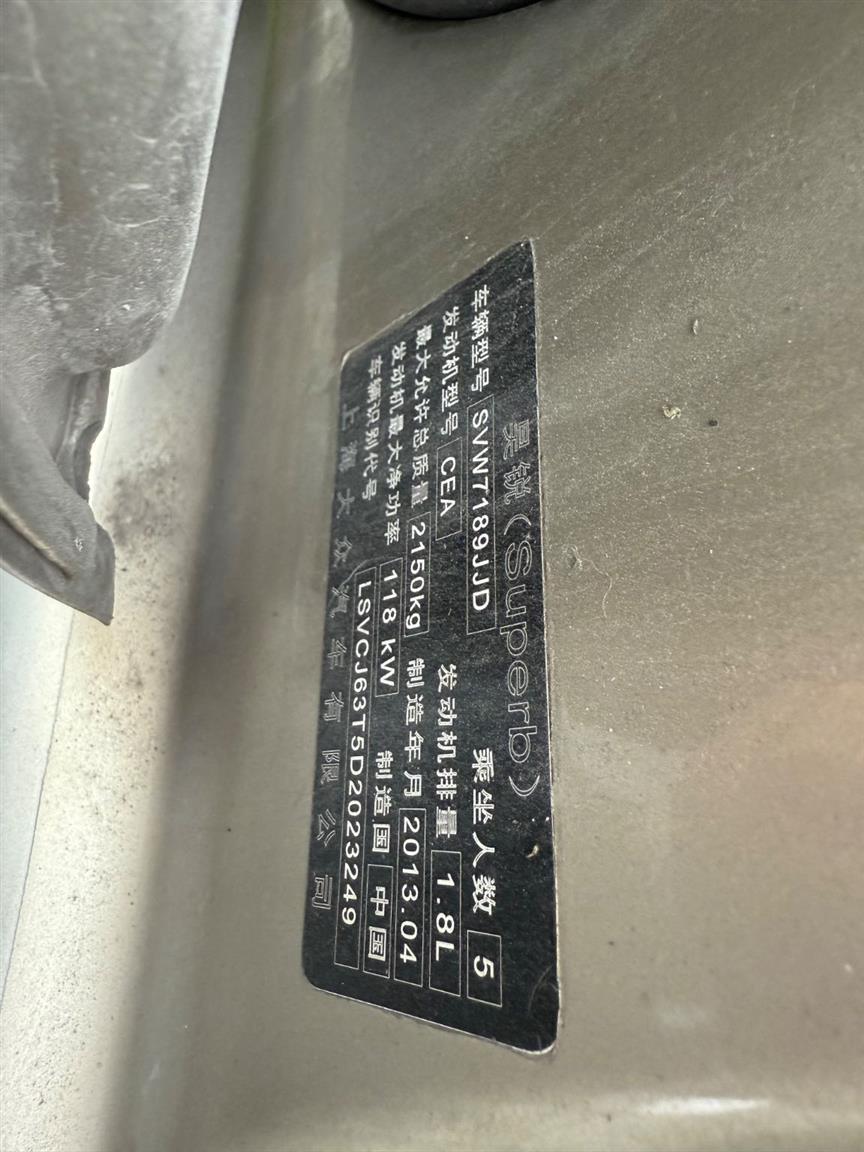 昊锐(Superb)
车辆型号 SVW7189JJD 乘坐人数 5
发动机型号 CEA 发动机排量 1.8L
最大允许总质量 2150kg 制造年月 2013.04
发动机最大净功率 118 kW 制造国 中国
车辆识别代号 LSVCJ63T5D2023249
上海大众汽车有限公司